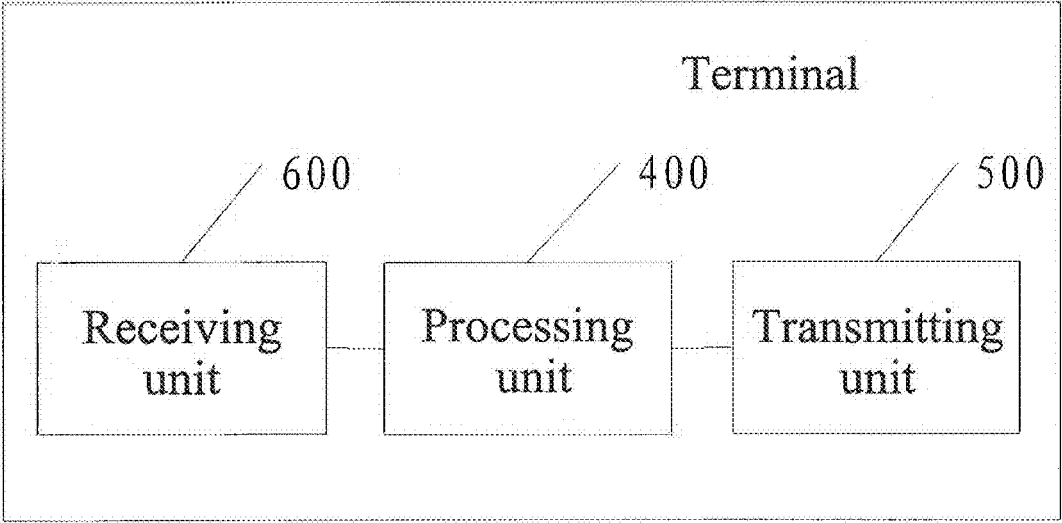 Terminal
600
400
500
Receiving
unit
Processing
unit
Transmitting
unit